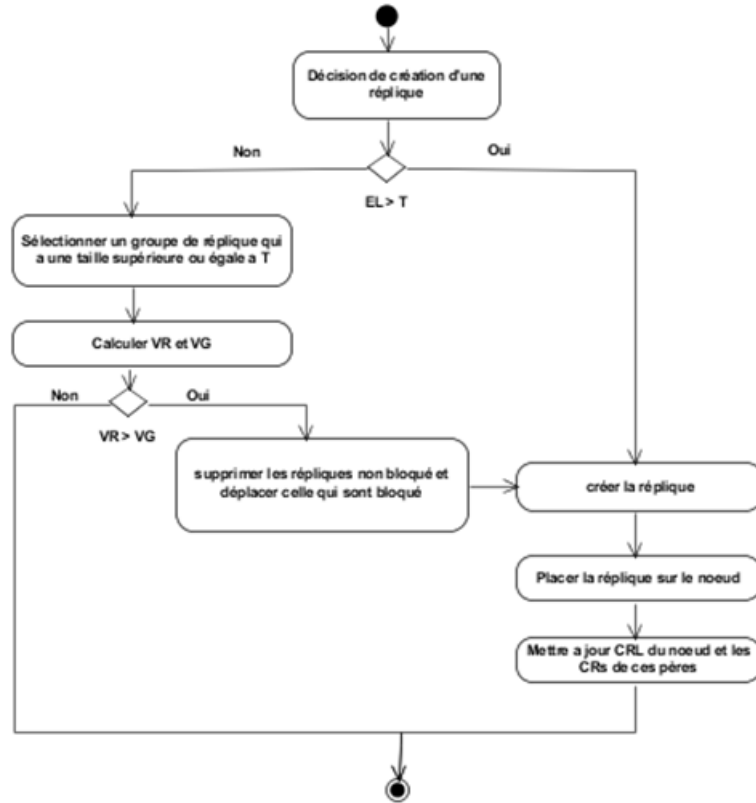 Décision de création d'une
réplique
Non
Oui
EL > T
Sélectionner un groupe de réplique qui
a une taille supérieure ou égale a T
Calculer VR et VG
Non
Oui
VR > VG
supprimer les répliques non bloqué et
déplacer celle qui sont bloqué
créer la réplique
Placer la réplique sur le noeud
Mettre a jour CRL du noeud et les
CRs de ces pères